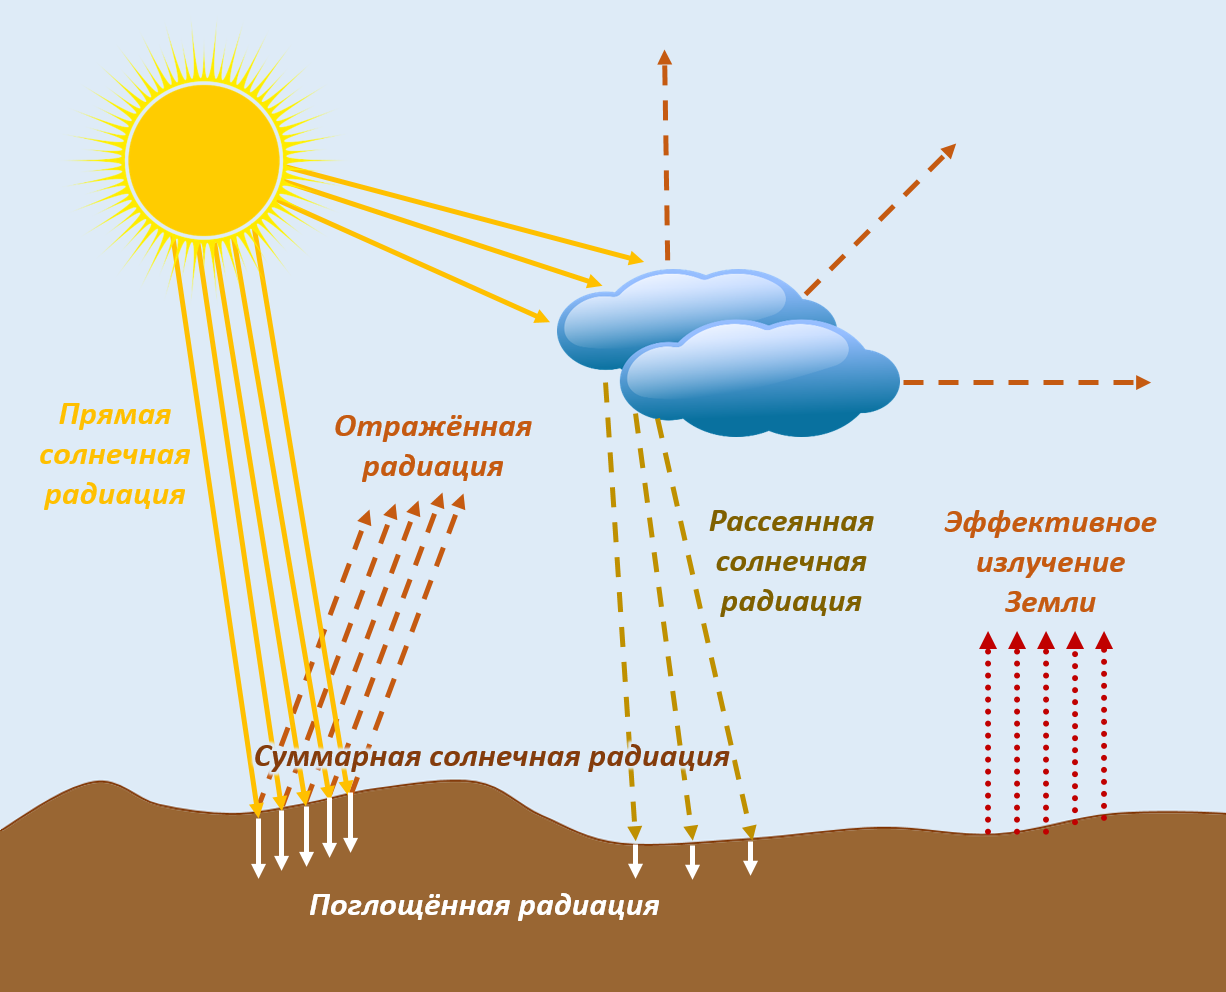 Прямая
солнечная
радиация
Отражённая
радиация
Рассеянная
солнечная
радиация
Эффективное
излучение
Земли
Суммарная солнечная радиация
Поглощённая радиация